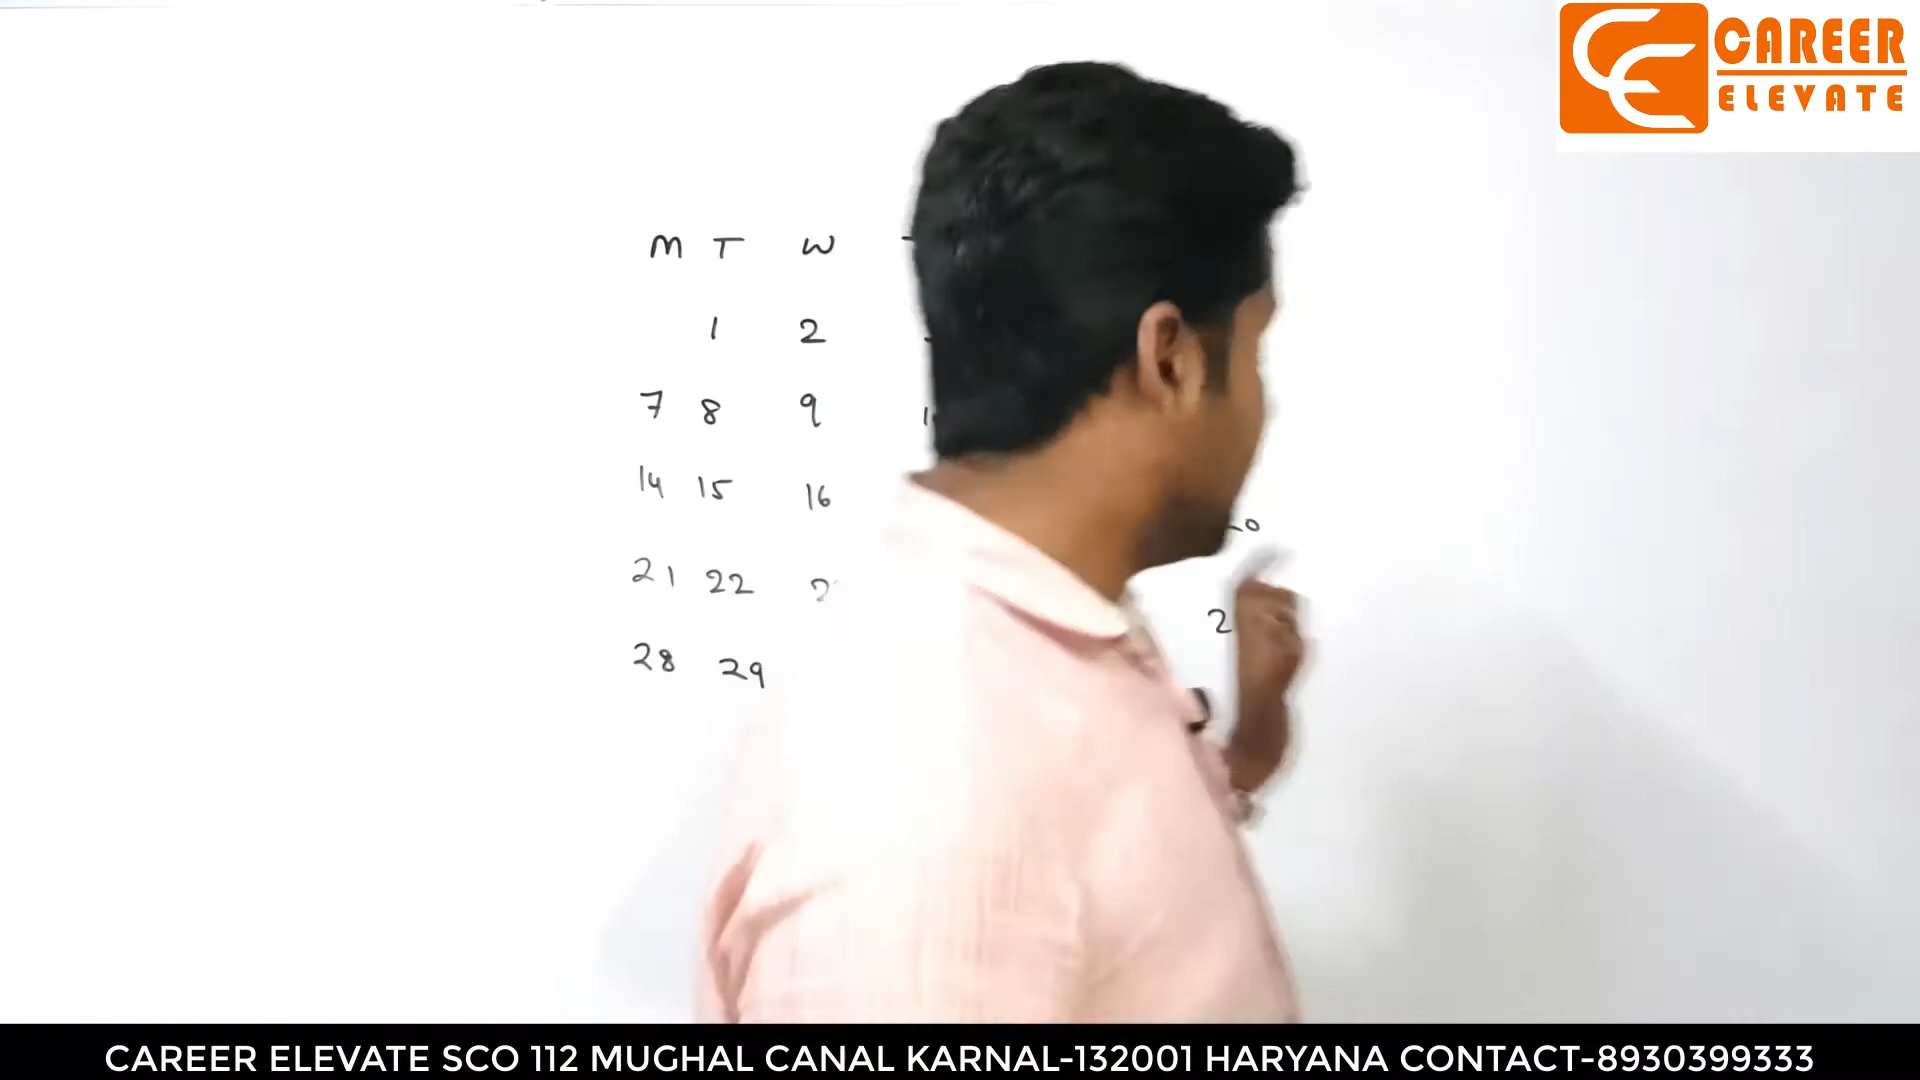 CAREER
ELEVATE
M T W
1 2
7 8 9
14 15 16
21 22
28 29
CAREER ELEVATE SCO 112 MUGHAL CANAL KARNAL-132001 HARYANA CONTACT-8930399333